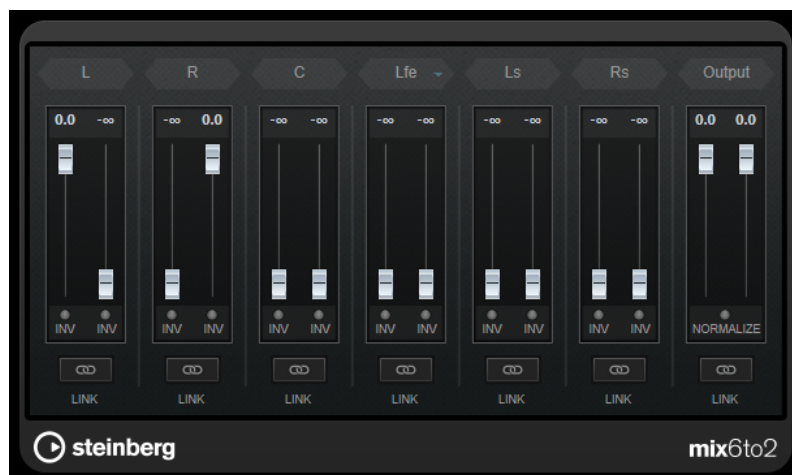 L R C Lfe Ls Rs Output
0.0 -∞ -∞ 0.0 -∞ -∞ -∞ -∞ -∞ -∞ -∞ -∞ 0.0 0.0
INV INV INV INV INV INV INV INV INV INV INV INV NORMALIZE
LINK LINK LINK LINK LINK LINK LINK
steinberg mix6to2